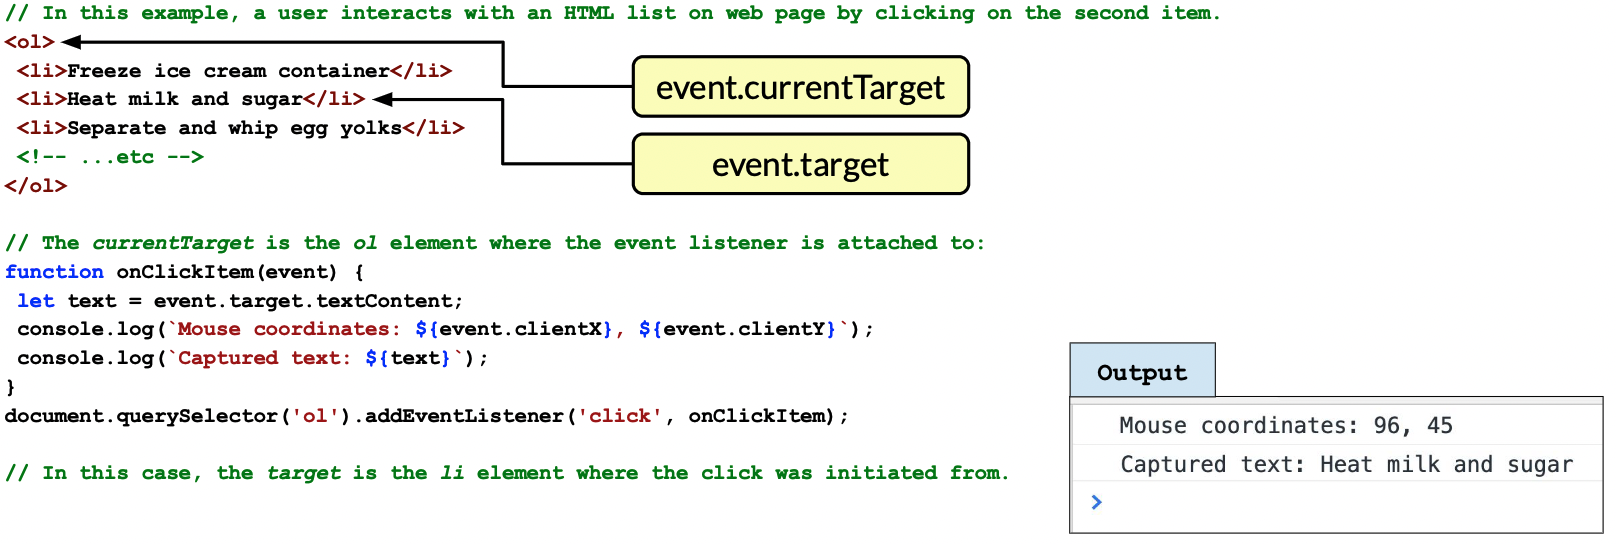 // In this example, a user interacts with an HTML list on web page by clicking on the second item.
<ol>
<li>Freeze ice cream container</li>
event.currentTarget
<li>Heat milk and sugar</li>
<li>Separate and whip egg yolks</li>
<!-- ...etc -->
event.target
</ol>
// The currentTarget is the ol element where the event listener is attached to:
function onClickItem(event) {
let text = event.target.textContent;
console.log(`Mouse coordinates: ${event.clientX}, ${event.clientY}`);
console.log(`Captured text: ${text}`);
}
document.querySelector('ol').addEventListener('click', onClickItem);
// In this case, the target is the li element where the click was initiated from.
Output
Mouse coordinates: 96, 45
Captured text: Heat milk and sugar
>